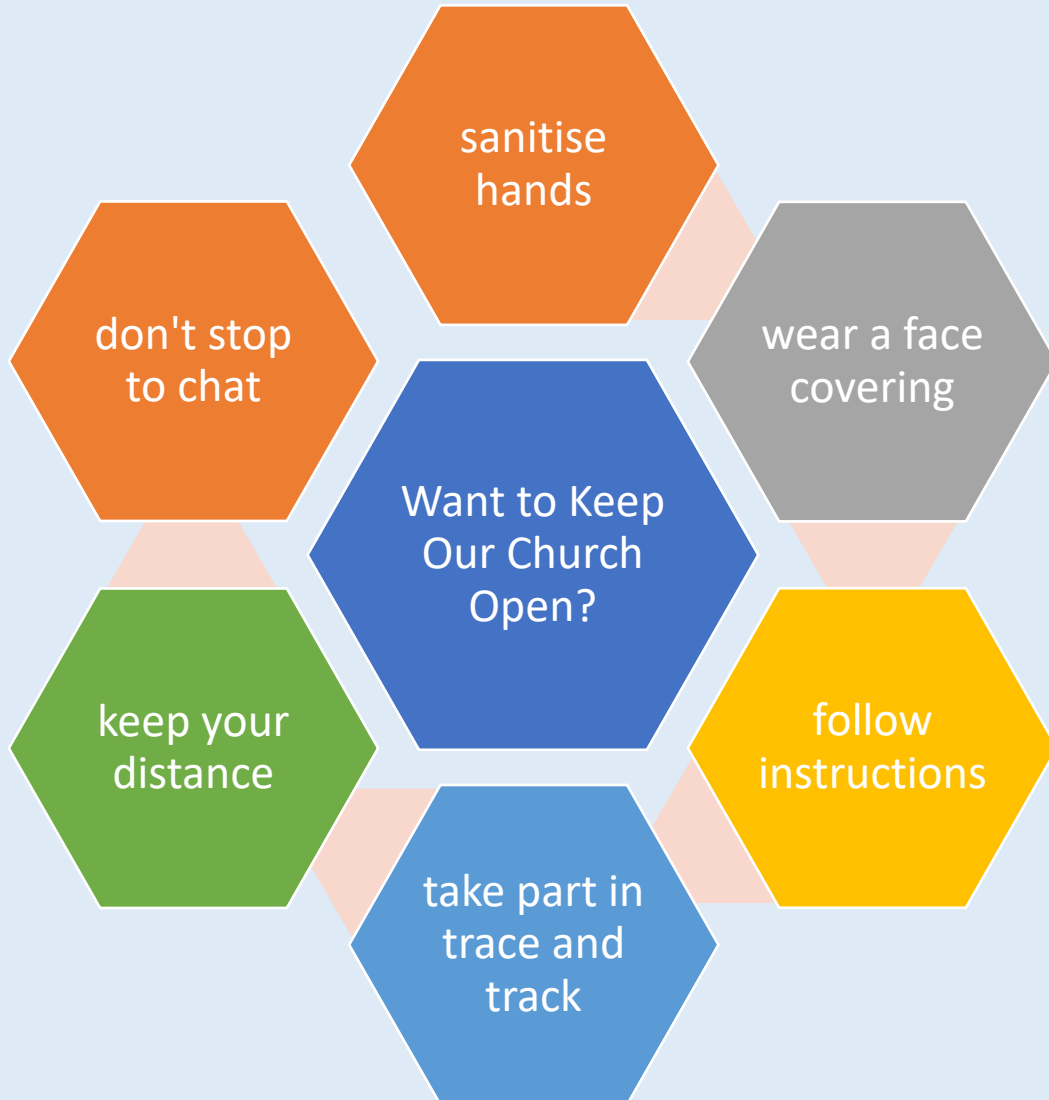 Want to Keep
Our Church
Open?
sanitise
hands
wear a face
covering
follow
instructions
take part in
trace and
track
keep your
distance
don't stop
to chat